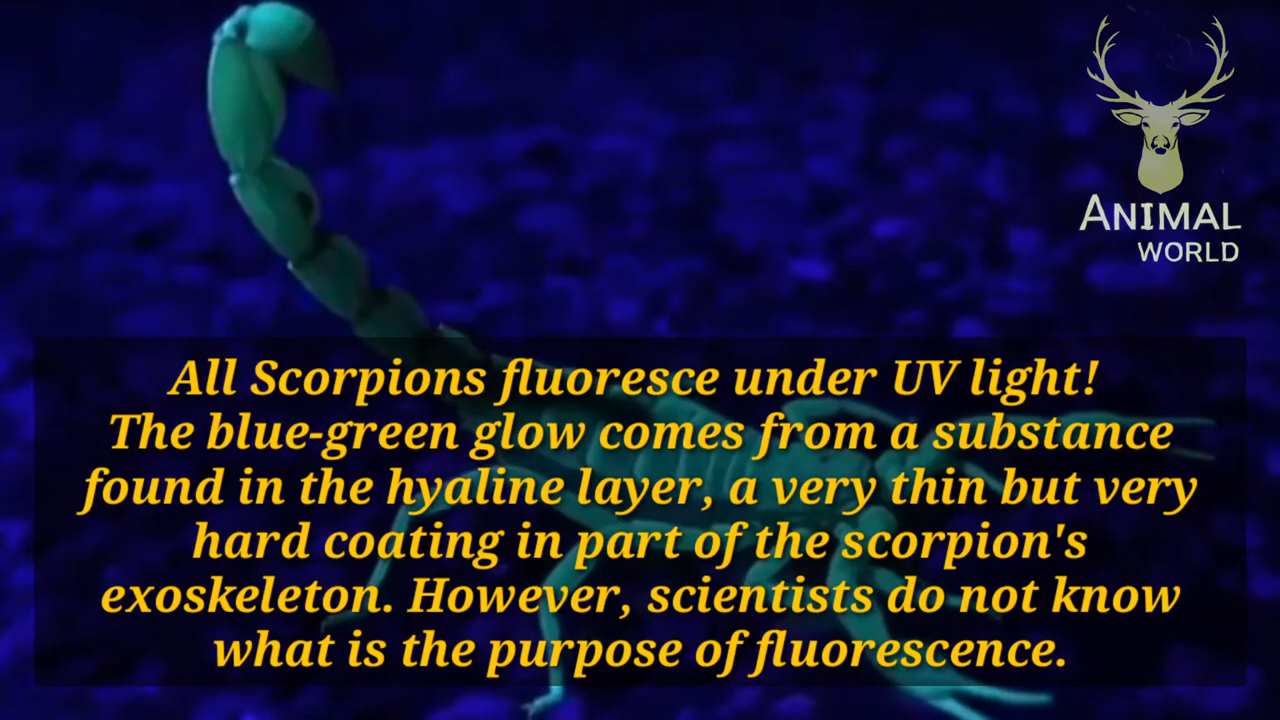 ANIMAL
WORLD
All Scorpions fluoresce under UV light!
The blue-green glow comes from a substance
found in the hyaline layer, a very thin but very
hard coating in part of the scorpion's
exoskeleton. However, scientists do not know
what is the purpose of fluorescence.